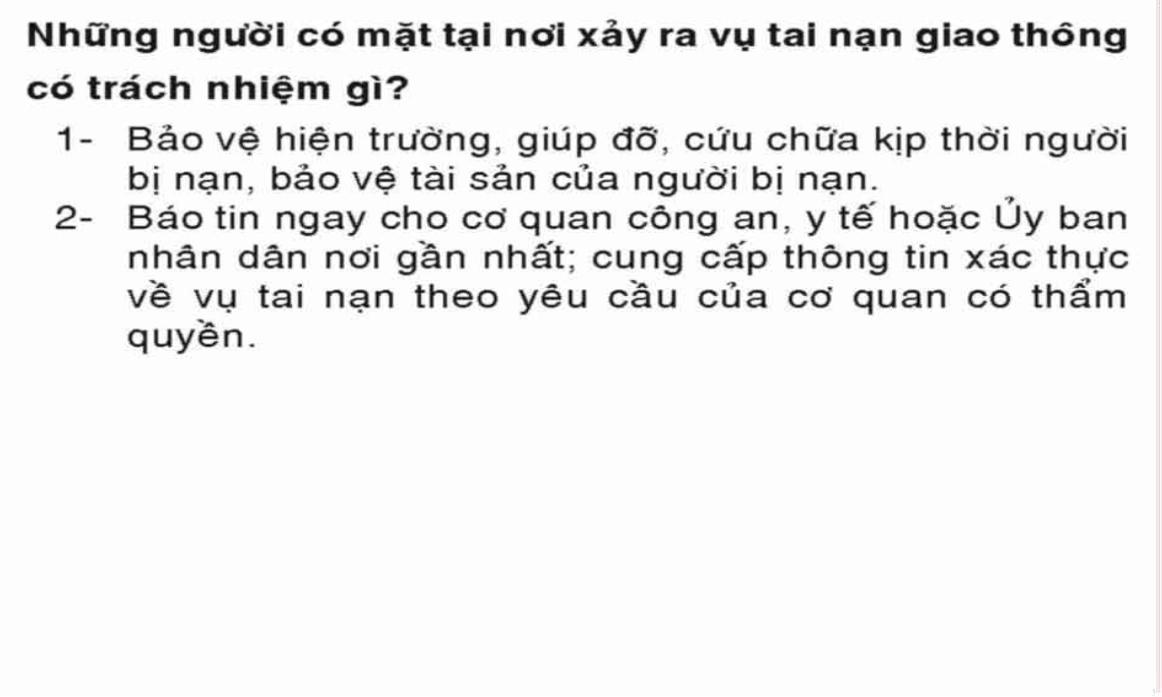 Những người có mặt tại nơi xảy ra vụ tai nạn giao thông
có trách nhiệm gì?
1- Bảo vệ hiện trường, giúp đỡ, cứu chữa kịp thời người
bị nạn, bảo vệ tài sản của người bị nạn.
2- Báo tin ngay cho cơ quan công an, y tế hoặc Ủy ban
nhân dân nơi gần nhất; cung cấp thông tin xác thực
về vụ tai nạn theo yêu cầu của cơ quan có thẩm
quyền.